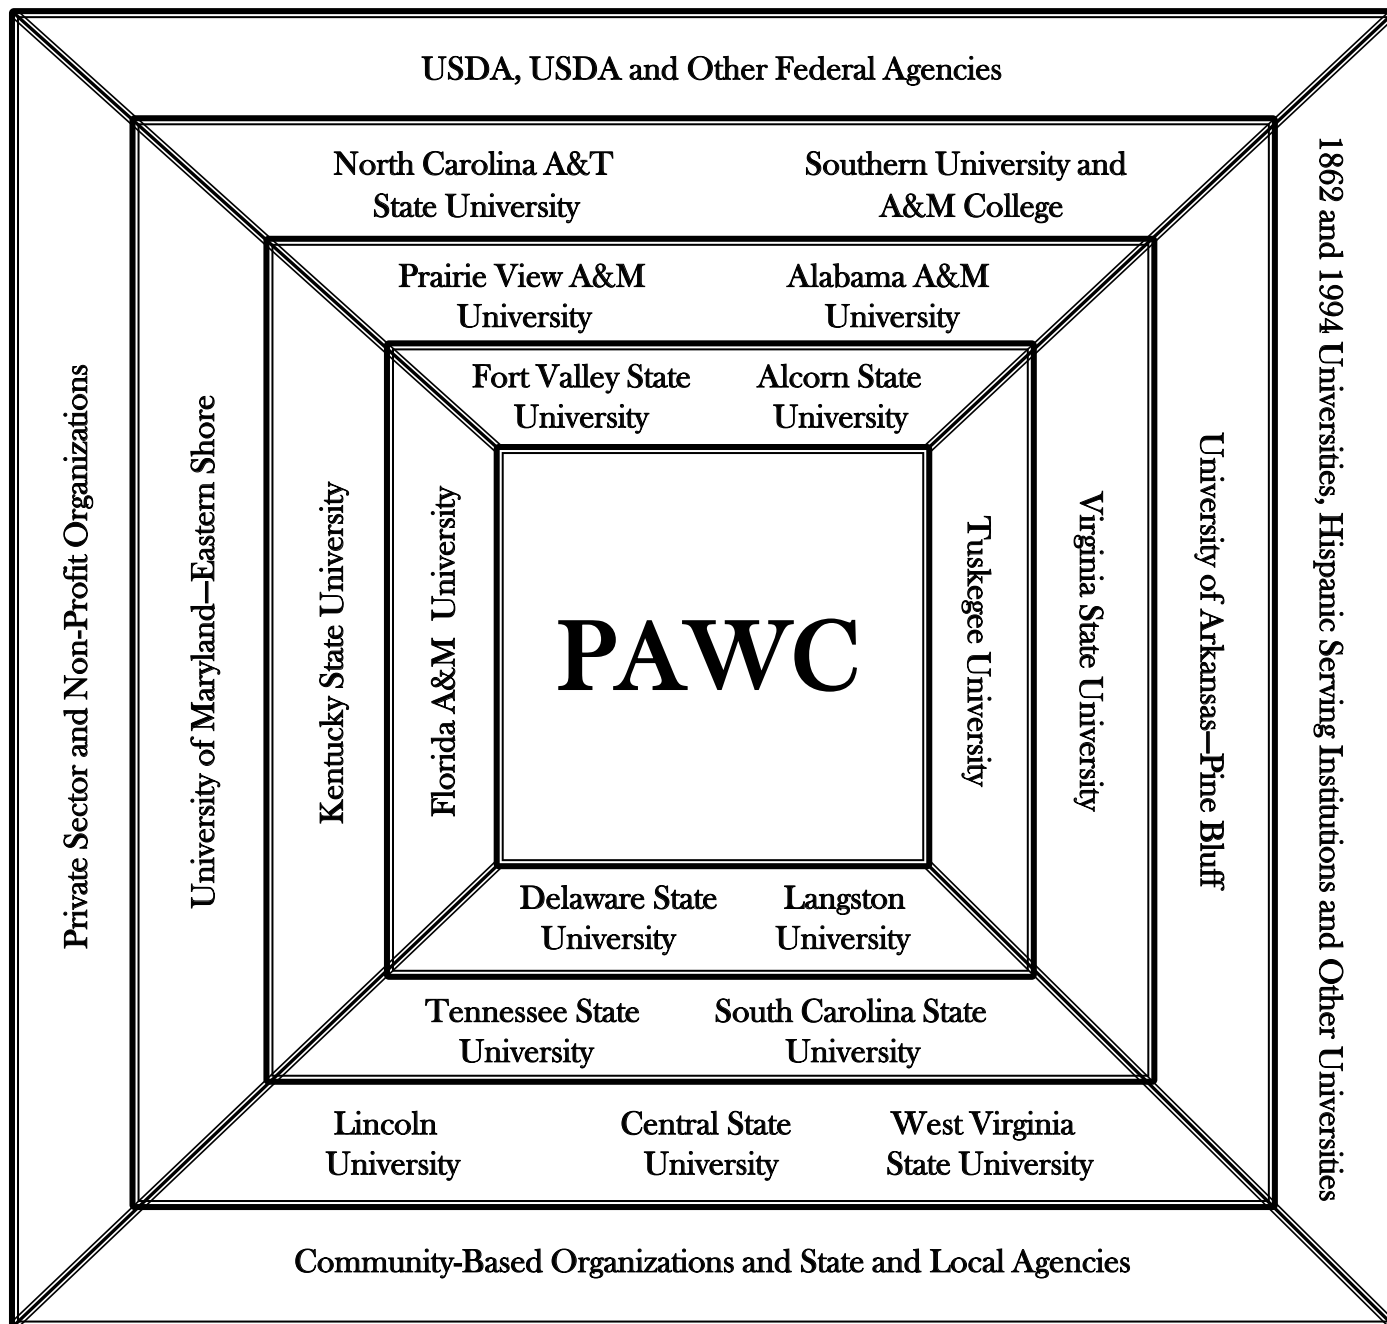 USDA, USDA and Other Federal Agencies
North Carolina A&T
State University
Southern University and
A&M College
Prairie View A&M
University
Alabama A&M
University
Fort Valley State
University
Alcorn State
University
Private Sector and Non-Profit Organizations
University of Maryland—Eastern Shore
Kentucky State University
Florida A&M University
PAWC
Tuskegee University
Virginia State University
University of Arkansas—Pine Bluff
1862 and 1994 Universities, Hispanic Serving Institutions and Other Universities
Delaware State
University
Langston
University
Tennessee State
University
South Carolina State
University
Lincoln
University
Central State
University
West Virginia
State University
Community-Based Organizations and State and Local Agencies